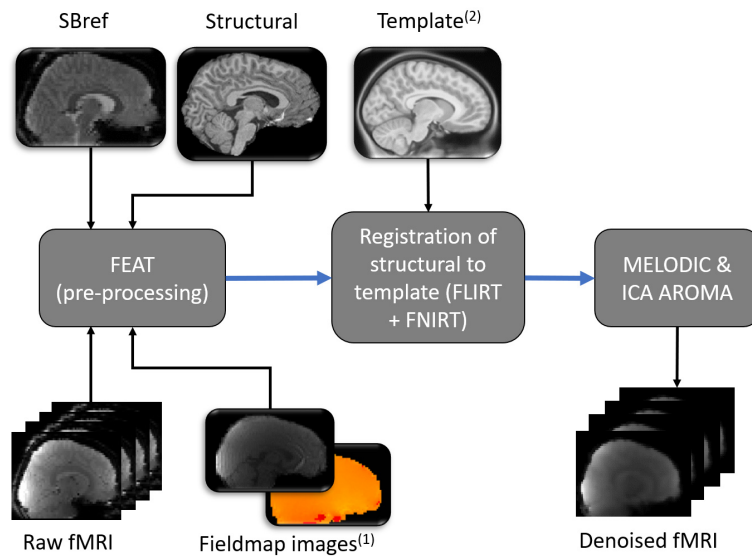 SBref
Structural
Template(2)
FEAT
(pre-processing)
Registration of
structural to
template (FLIRT
+ FNIRT)
MELODIC &
ICA AROMA
Raw fMRI
Fieldmap images(1)
Denoised fMRI